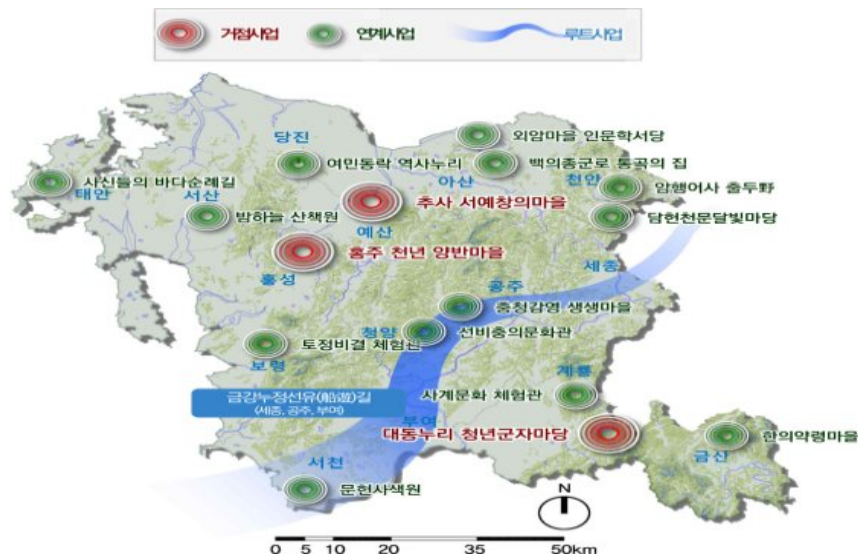 거점사업
연계사업
루트사업
외암마을 인문학서당
당진
여민동락 역사누리
백의종군로 통곡의 집
아산
천안
사신들의 바다순례길
암행어사 출두野
태안
서산
밤하늘 산책원
추사 서예창의마을
담헌천문달빛마당
예산
홍주 천년 양반마을
홍성
세종
공주
충청감영 생생마을
청양
선비충의문화관
토정비결 체험관
보령
계룡
금강누정선유(船遊)길
(세종, 공주, 부여)
사계문화 체험관
부여
대동누리 청년군자마당
한의약령마을
금산
서천
문헌사색원
N
0 5 10 20 35 50km